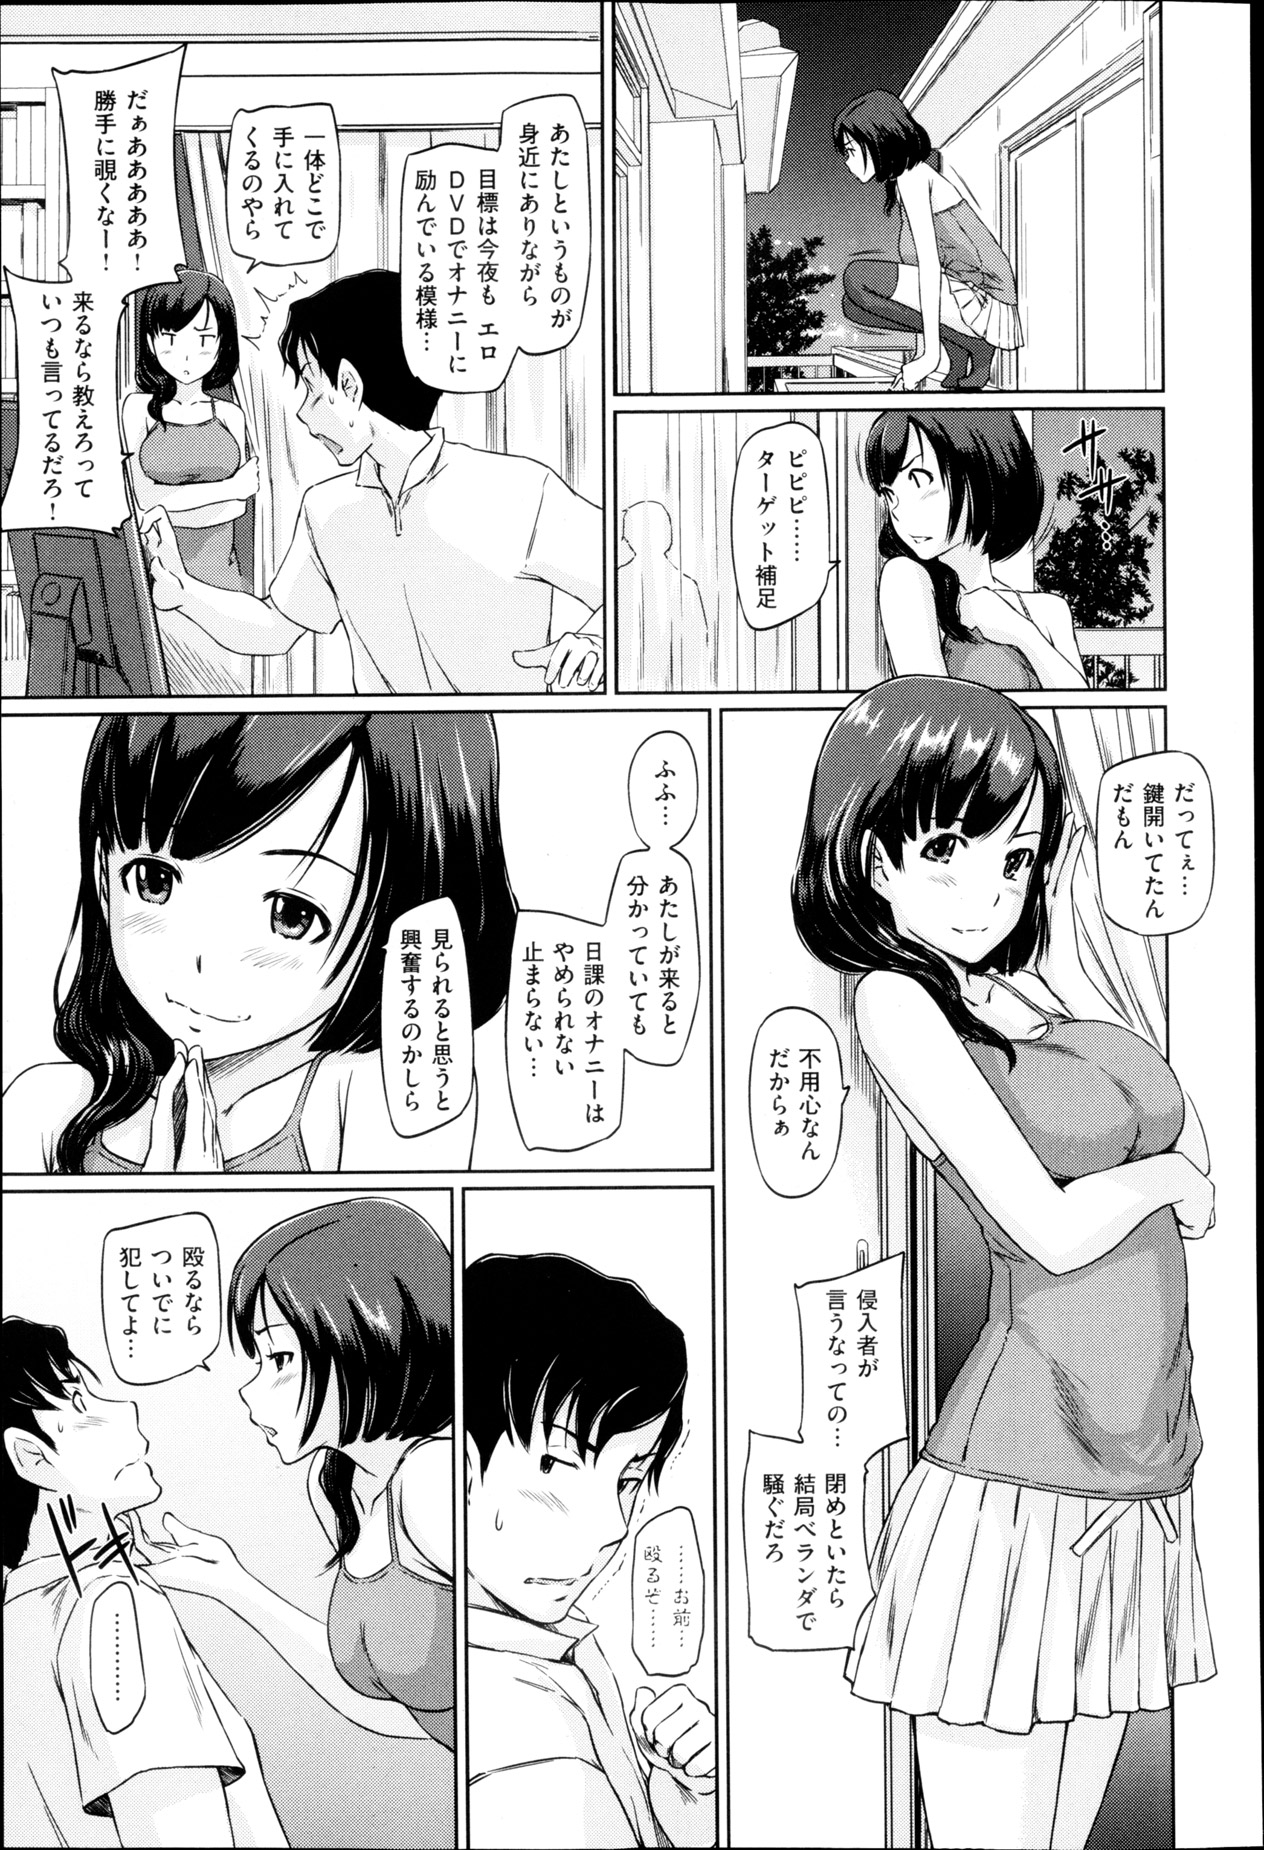 ササ…
ピピピ……
ターゲット補足
あたしというものが
身近にありながら
目標は今夜も エロ
DVDでオナニーに
励んでいる模様…
一体どこで
手に入れて
くるのやら
だぁああああ！
勝手に覗くなー！
来るなら教えろって
いつも言ってるだろ！
だってぇ…
鍵開いてたん
だもん
不用心なん
だからぁ
侵入者が
言うなっての…
閉めといたら
結局ベランダで
騒ぐだろ
ふふ…
あたしが来ると
分かっていても
日課のオナニーは
やめられない
止まらない…
見られると思うと
興奮するのかしら
……お前…
殴るぞ……
殴るなら
ついでに
犯してよ…
ドキ
…………